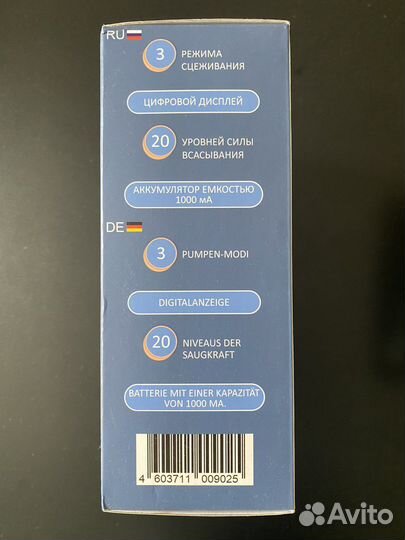 RU
3 РЕЖИМА
СЦЕЖИВАНИЯ
ЦИФРОВОЙ ДИСПЛЕЙ
20 УРОВНЕЙ СИЛЫ
ВСАСЫВАНИЯ
АККУМУЛЯТОР ЕМКОСТЬЮ
1000 мА
DE
3 PUMPEN-MODI
DIGITALANZEIGE
20 NIVEAUS DER
SAUGKRAFT
BATTERIE MIT EINER KAPAZITÄT
VON 1000 MA.
4 603711 009025
Avito